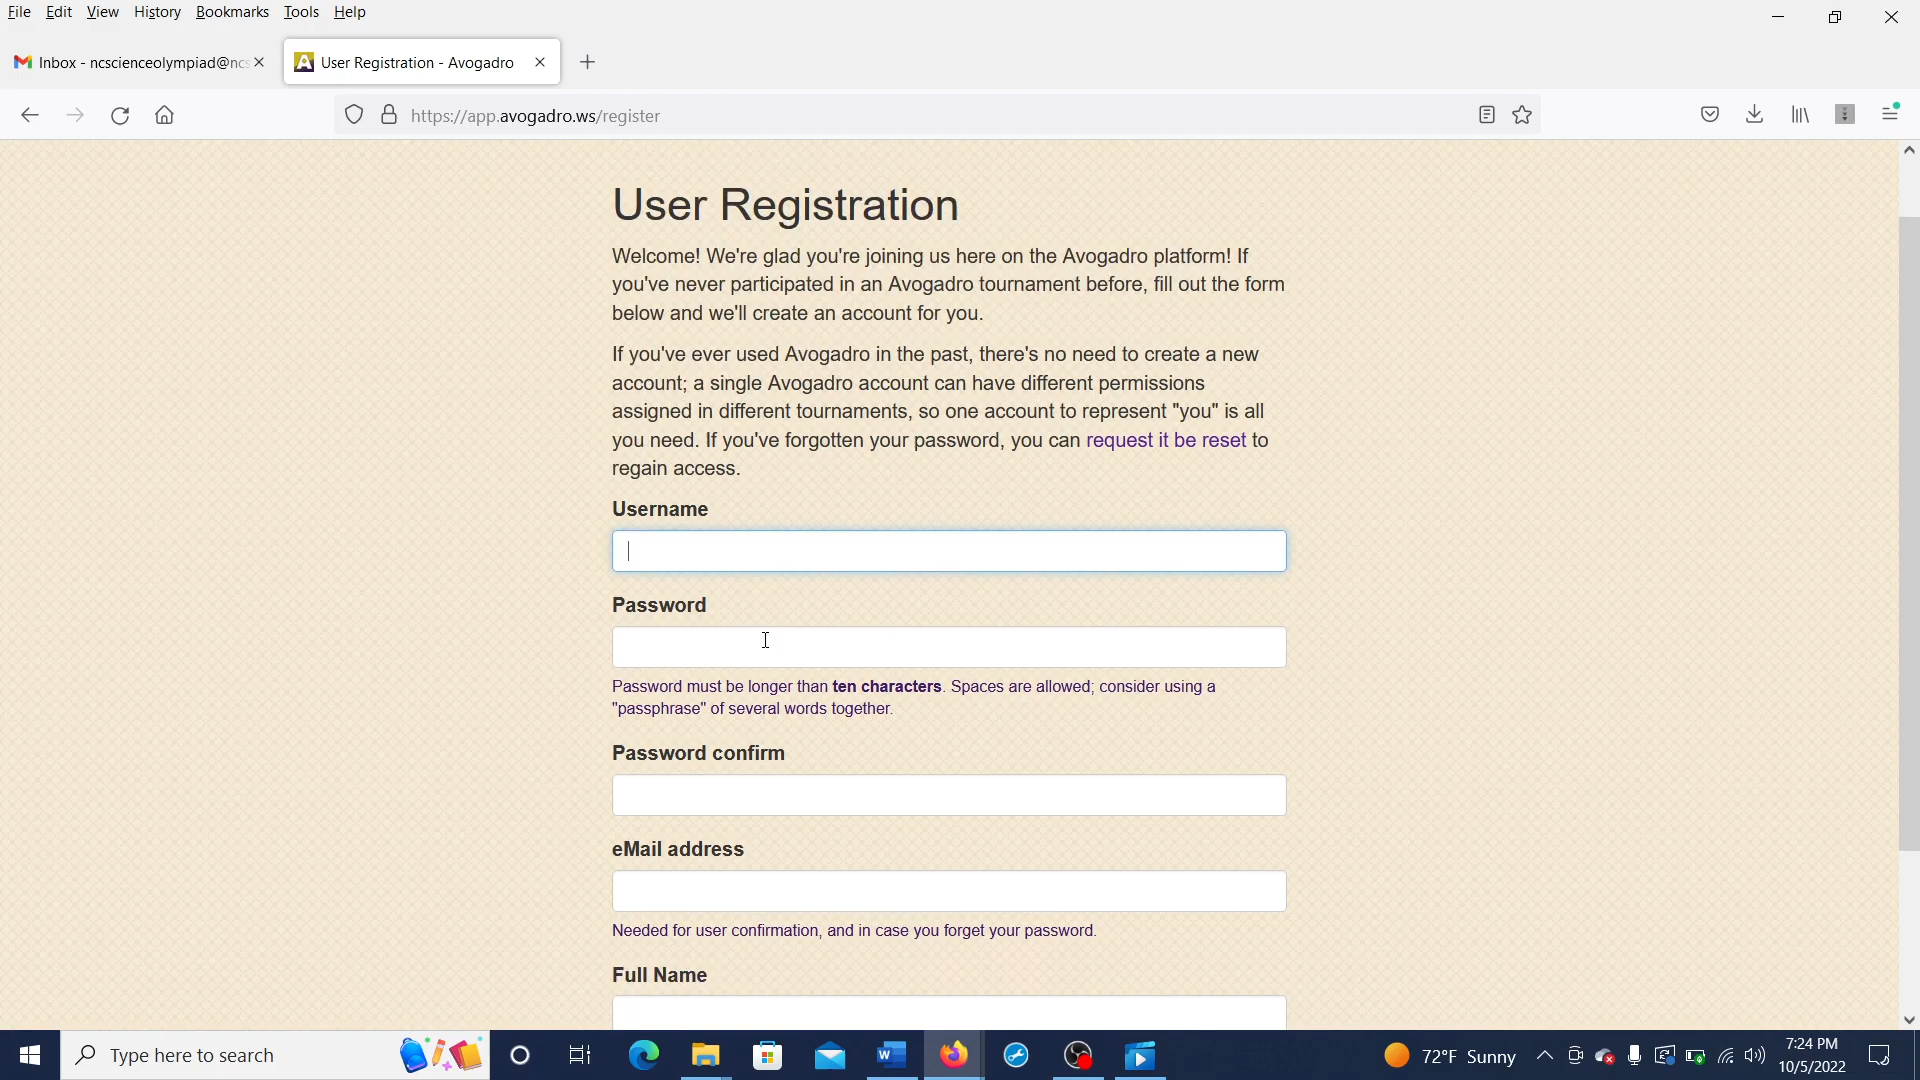 File Edit View History Bookmarks Tools Help
Inbox - ncscienceolympiad@ncs
User Registration - Avogadro
https://app.avogadro.ws/register
User Registration
Welcome! We're glad you're joining us here on the Avogadro platform! If
you've never participated in an Avogadro tournament before, fill out the form
below and we'll create an account for you.
If you've ever used Avogadro in the past, there's no need to create a new
account; a single Avogadro account can have different permissions
assigned in different tournaments, so one account to represent "you" is all
you need. If you've forgotten your password, you can request it be reset to
regain access.
Username
Password
Password must be longer than ten characters. Spaces are allowed; consider using a
"passphrase" of several words together.
Password confirm
eMail address
Needed for user confirmation, and in case you forget your password.
Full Name
Type here to search
72°F Sunny
7:24 PM
10/5/2022